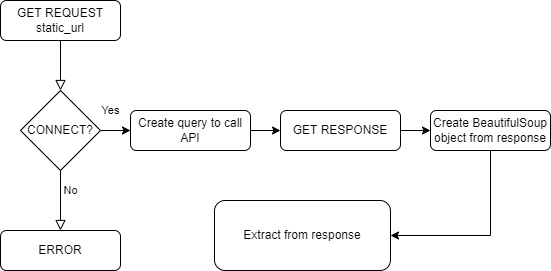 GET REQUEST
static_url
Yes
CONNECT?
Create query to call
API
GET RESPONSE
Create BeautifulSoup
object from response
No
ERROR
Extract from response